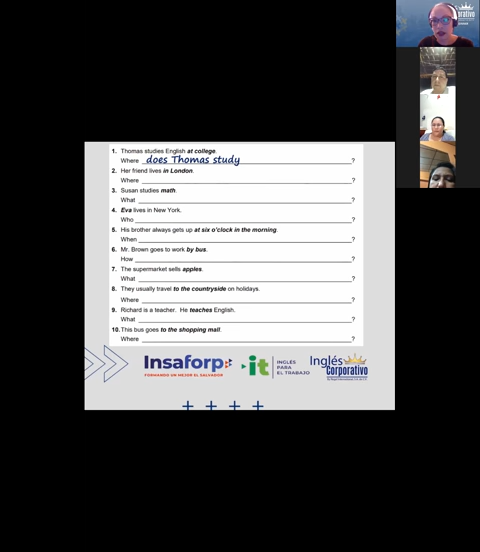 1. Thomas studies English at college.
Where does Thomas study ?
2. Her friend lives in London.
Where ?
3. Susan studies math.
What ?
4. Eva lives in New York.
Who ?
5. His brother always gets up at six o'clock in the morning.
When ?
6. Mr. Brown goes to work by bus.
How ?
7. The supermarket sells apples.
What ?
8. They usually travel to the countryside on holidays.
Where ?
9. Richard is a teacher. He teaches English.
What ?
10. This bus goes to the shopping mall.
Where ?
Insaforp
FORMANDO UN MEJOR EL SALVADOR
it
INGLÉS
PARA
EL TRABAJO
Inglés
Corporativo